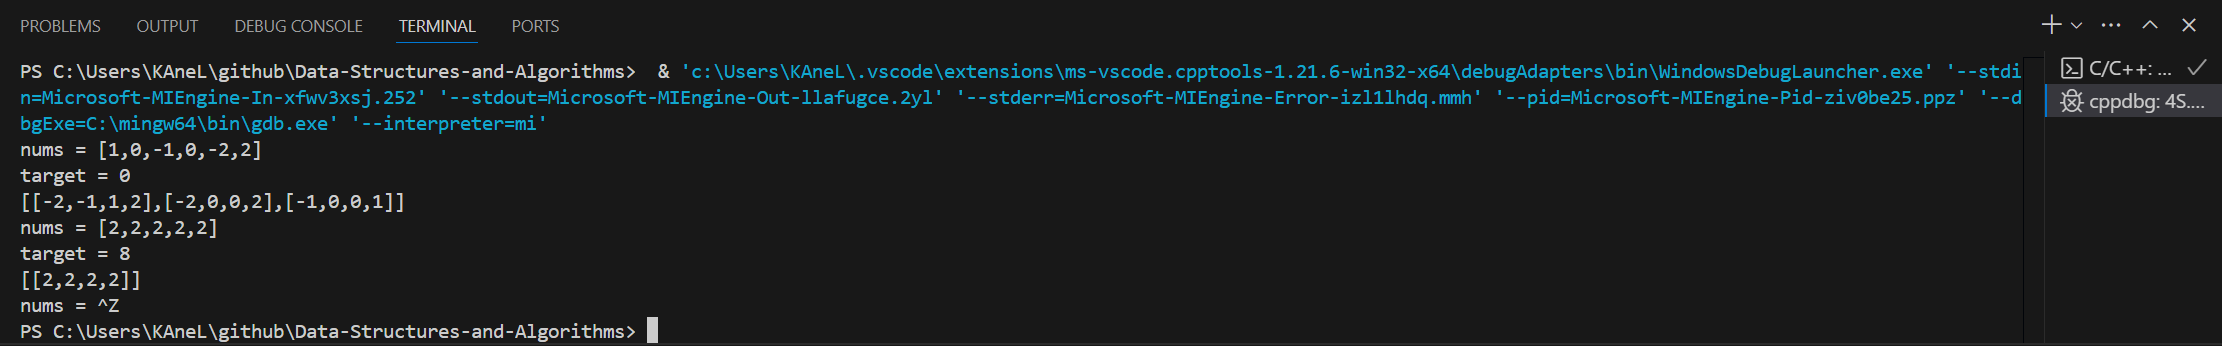 PROBLEMS OUTPUT DEBUG CONSOLE TERMINAL PORTS
PS C:\Users\KAneL\github\Data-Structures-and-Algorithms>  & 'c:\Users\KAneL\.vscode\extensions\ms-vscode.cpptools-1.21.6-win32-x64\debugAdapters\bin\WindowsDebugLauncher.exe' '--stdi
n=Microsoft-MIEngine-In-xfwv3xsj.252' '--stdout=Microsoft-MIEngine-Out-llafugce.2yl' '--stderr=Microsoft-MIEngine-Error-izl1lhdq.mmh' '--pid=Microsoft-MIEngine-Pid-ziv0be25.ppz' '--d
bgExe=C:\mingw64\bin\gdb.exe' '--interpreter=mi'
nums = [1,0,-1,0,-2,2]
target = 0
[[-2,-1,1,2],[-2,0,0,2],[-1,0,0,1]]
nums = [2,2,2,2,2]
target = 8
[[2,2,2,2]]
nums = ^Z
PS C:\Users\KAneL\github\Data-Structures-and-Algorithms>
C/C++: ...
cppdbg: 4S....